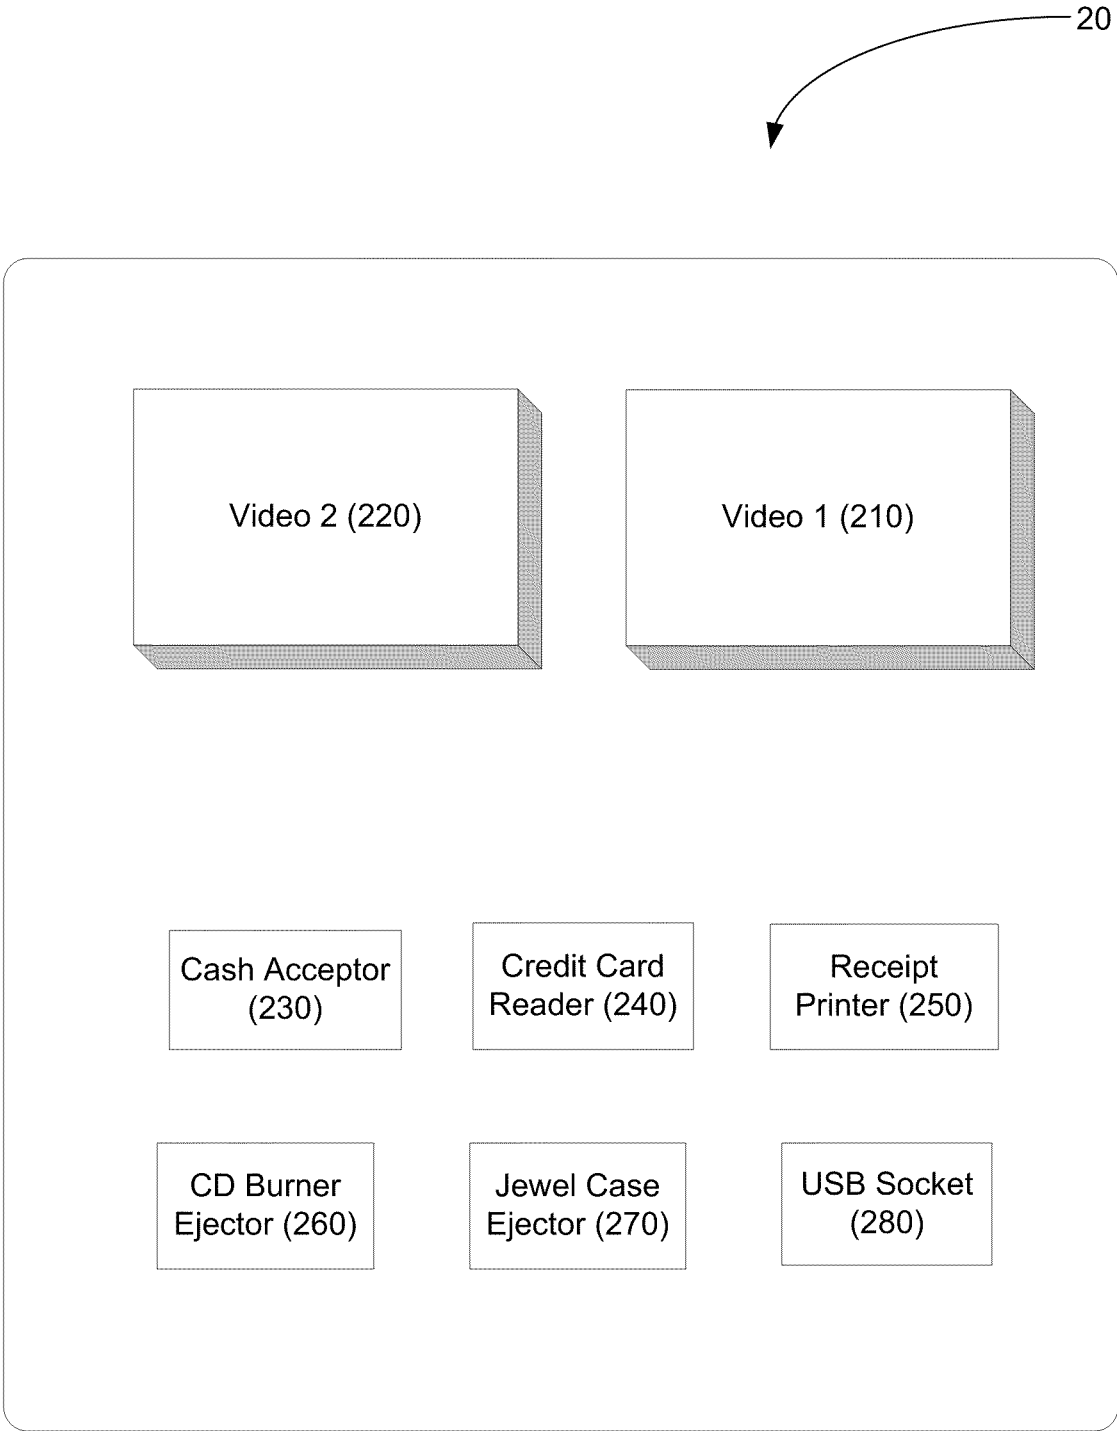 20
Video 2 (220)
Video 1 (210)
Cash Acceptor
(230)
Credit Card
Reader (240)
Receipt
Printer (250)
CD Burner
Ejector (260)
Jewel Case
Ejector (270)
USB Socket
(280)